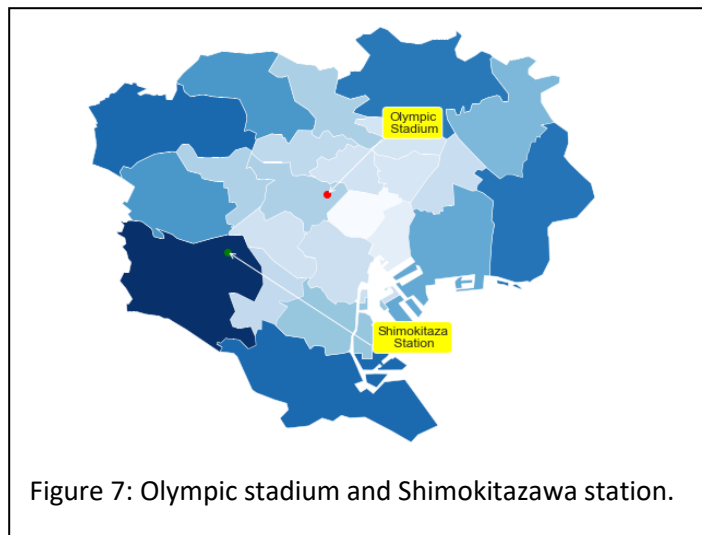 Olympic
Stadium
Shimokitaza
Station
Figure 7: Olympic stadium and Shimokitazawa station.